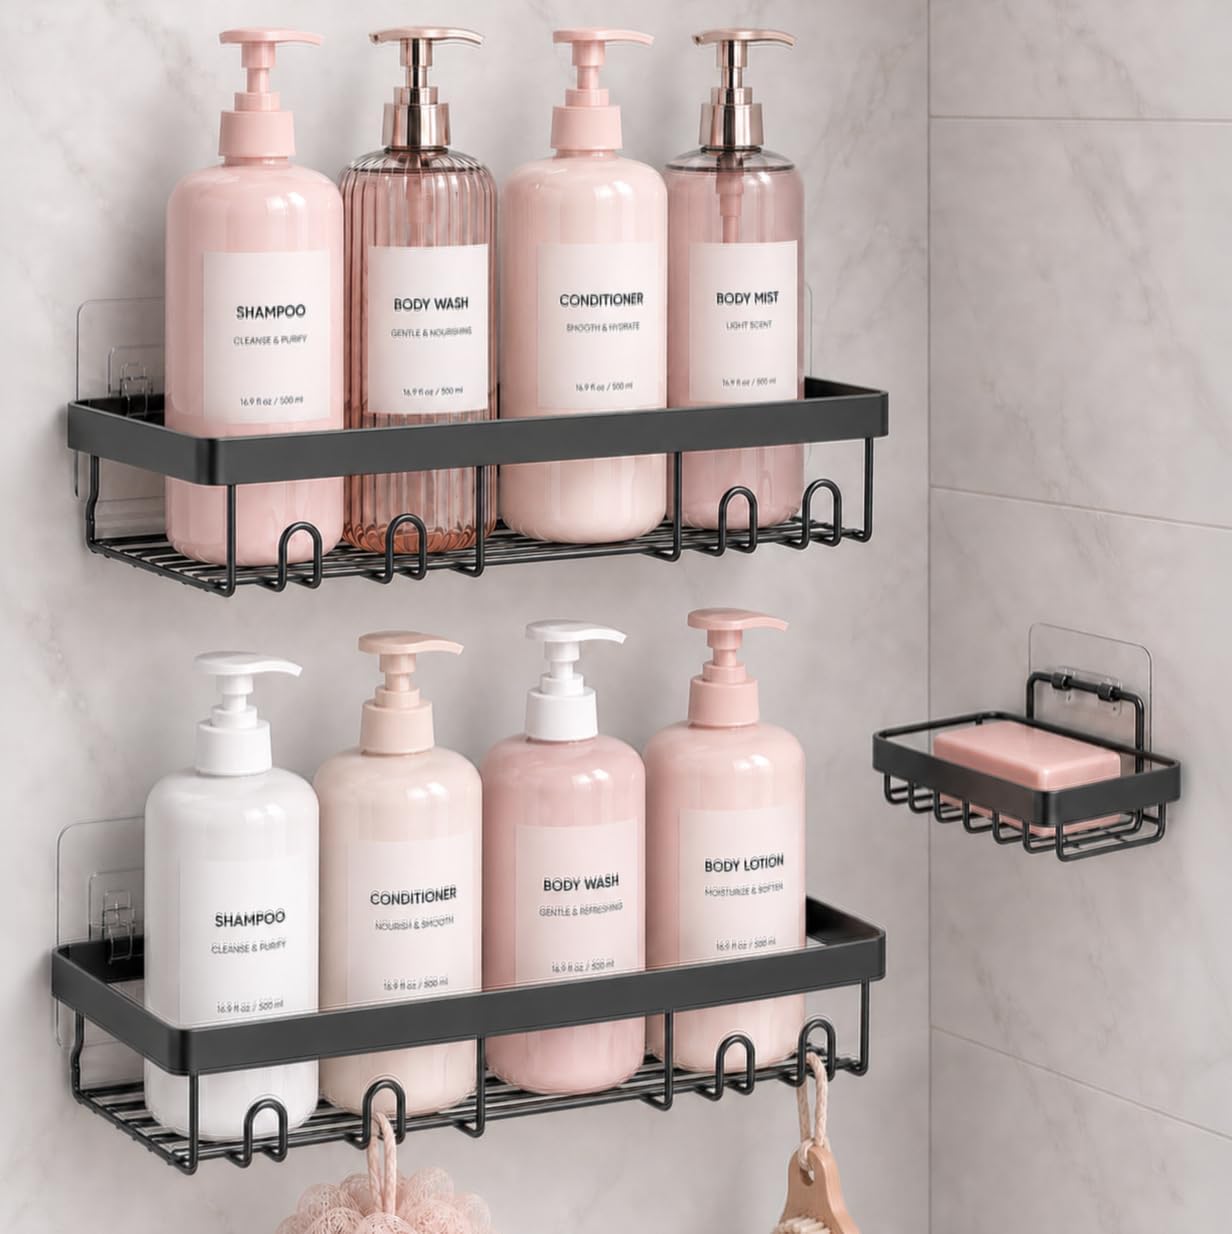 SHAMPOO
CLEANSE & PURIFY
16.9 fl oz / 500 ml
BODY WASH
GENTLE & NOURISHING
16.9 fl oz / 500 ml
CONDITIONER
SMOOTH & HYDRATE
16.9 fl oz / 500 ml
BODY MIST
LIGHT SCENT
16.9 fl oz / 500 ml
SHAMPOO
CLEANSE & PURIFY
16.9 fl oz / 500 ml
CONDITIONER
NOURISH & SMOOTH
16.9 fl oz / 500 ml
BODY WASH
GENTLE & REFRESHING
16.9 fl oz / 500 ml
BODY LOTION
MOISTURIZE & SOFTEN
16.9 fl oz / 500 ml